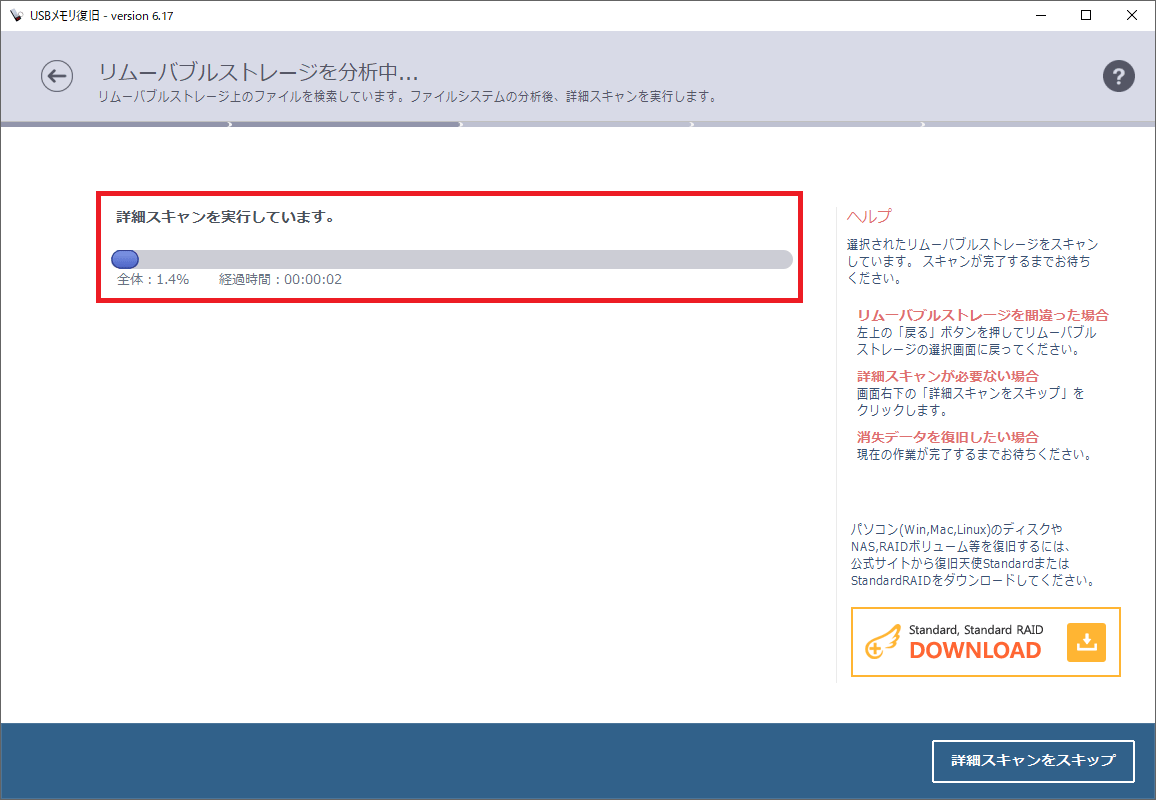 USBメモリ復旧 - version 6.17
リムーバブルストレージを分析中...
リムーバブルストレージ上のファイルを検索しています。ファイルシステムの分析後、詳細スキャンを実行します。
?
詳細スキャンを実行しています。
全体：1.4% 経過時間：00:00:02
ヘルプ
選択されたリムーバブルストレージをスキャン
しています。 スキャンが完了するまでお待ち
ください。
リムーバブルストレージを間違った場合
左上の「戻る」ボタンを押してリムーバブル
ストレージの選択画面に戻ってください。
詳細スキャンが必要ない場合
画面右下の「詳細スキャンをスキップ」を
クリックします。
消失データを復旧したい場合
現在の作業が完了するまでお待ちください。
パソコン(Win,Mac,Linux)のディスクや
NAS,RAIDボリューム等を復旧するには、
公式サイトから復旧天使Standardまたは
StandardRAIDをダウンロードしてください。
Standard, Standard RAID
DOWNLOAD
詳細スキャンをスキップ